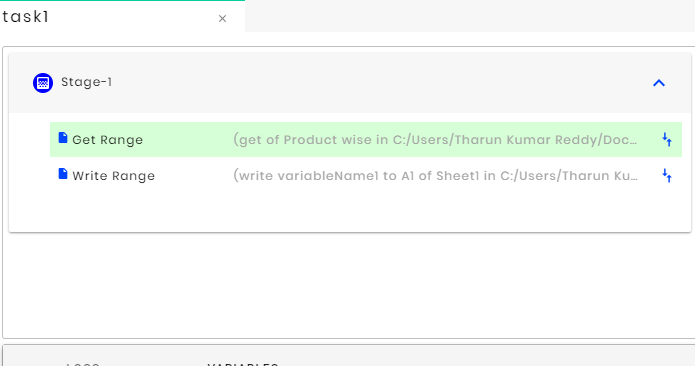 task1 ×
Stage-1
Get Range (get of Product wise in C:/Users/Tharun Kumar Reddy/Doc...
Write Range (write variableName1 to A1 of Sheet1 in C:/Users/Tharun Ku...
LOGS VARIABLES